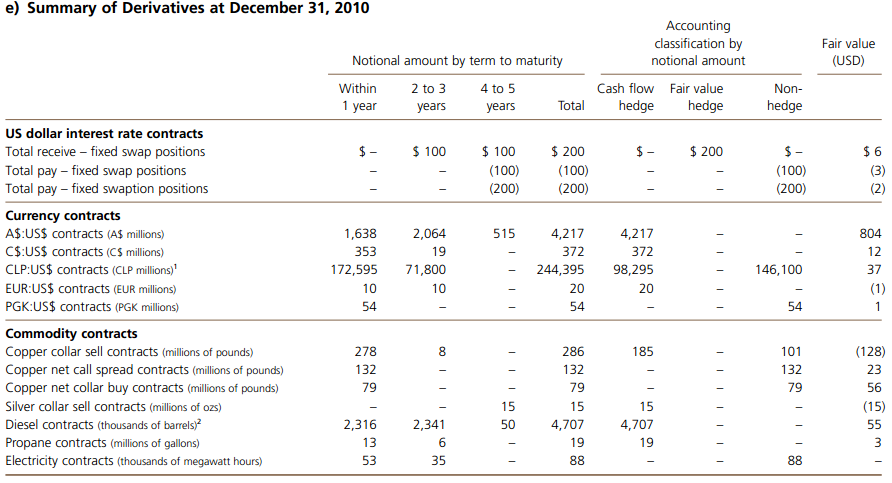 e) Summary of Derivatives at December 31, 2010
Accounting
classification by Fair value
Notional amount by term to maturity notional amount (USD)
Within 2 to 3 4 to 5 Cash flow Fair value Non-
1 year years years Total hedge hedge hedge
US dollar interest rate contracts
Total receive – fixed swap positions $ – $ 100 $ 100 $ 200 $ – $ 200 $ – $ 6
Total pay – fixed swap positions – – (100) (100) – – (100) (3)
Total pay – fixed swaption positions – – (200) (200) – – (200) (2)
Currency contracts
A$:US$ contracts (A$ millions) 1,638 2,064 515 4,217 4,217 – – 804
C$:US$ contracts (C$ millions) 353 19 – 372 372 – – 12
CLP:US$ contracts (CLP millions)¹ 172,595 71,800 – 244,395 98,295 – 146,100 37
EUR:US$ contracts (EUR millions) 10 10 – 20 20 – – (1)
PGK:US$ contracts (PGK millions) 54 – – 54 – – 54 1
Commodity contracts
Copper collar sell contracts (millions of pounds) 278 8 – 286 185 – 101 (128)
Copper net call spread contracts (millions of pounds) 132 – – 132 – – 132 23
Copper net collar buy contracts (millions of pounds) 79 – – 79 – – 79 56
Silver collar sell contracts (millions of ozs) – – 15 15 15 – – (15)
Diesel contracts (thousands of barrels)² 2,316 2,341 50 4,707 4,707 – – 55
Propane contracts (millions of gallons) 13 6 – 19 19 – – 3
Electricity contracts (thousands of megawatt hours) 53 35 – 88 – – 88 –